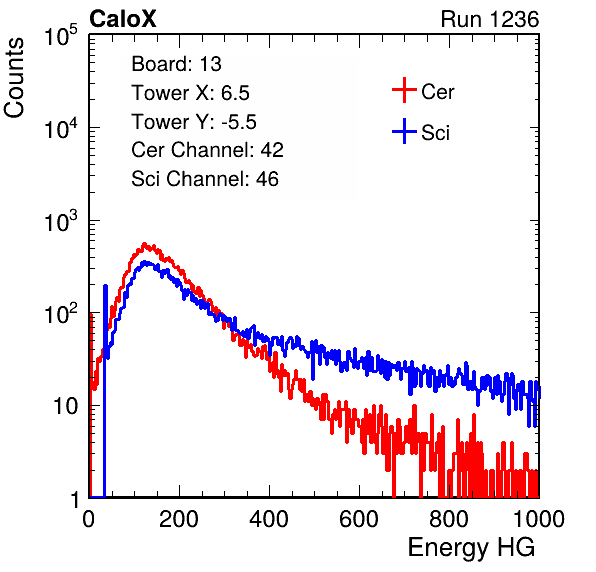 CaloX Run 1236
Counts
Board: 13
Tower X: 6.5
Tower Y: -5.5
Cer Channel: 42
Sci Channel: 46
Cer
Sci
10^5
10^4
10^3
10^2
10
1
0 200 400 600 800 1000
Energy HG